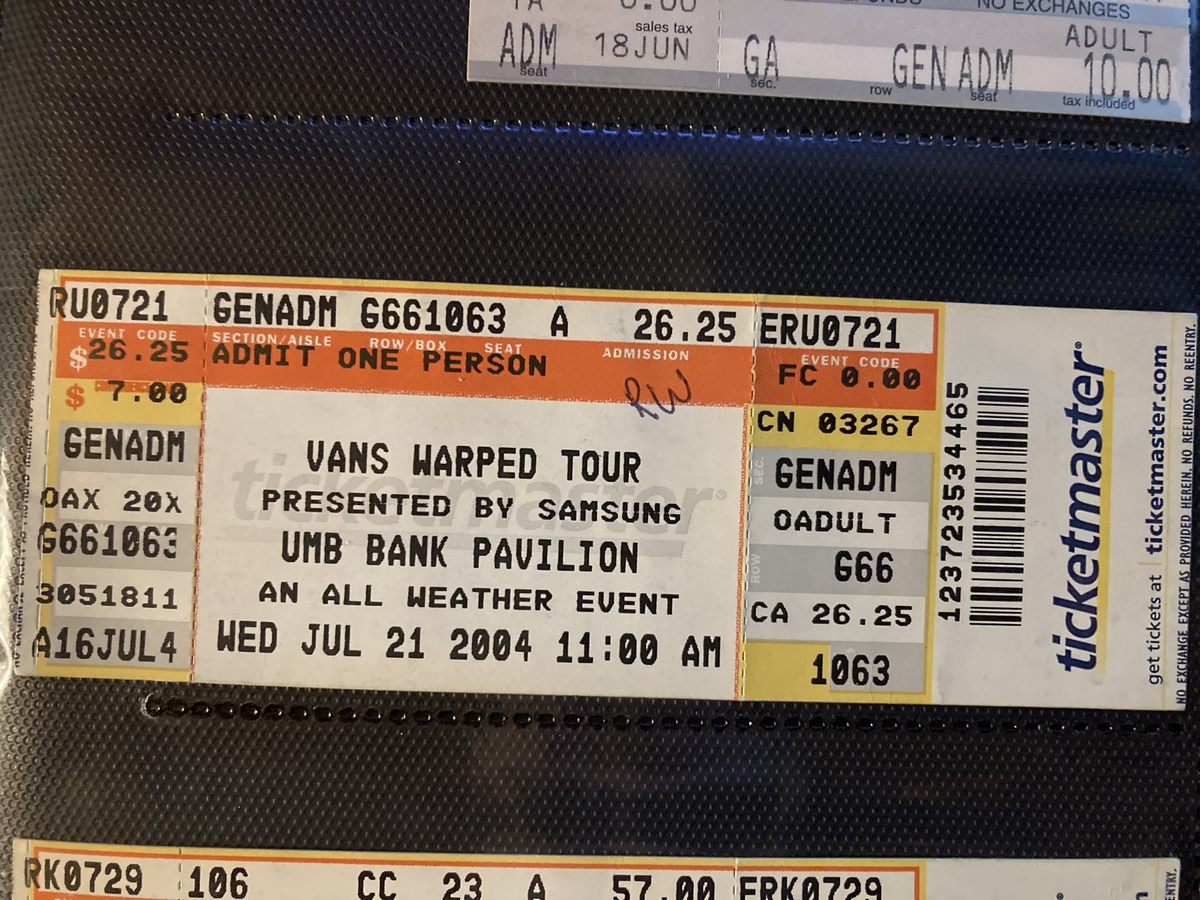 0.00
NO EXCHANGES
sales tax
ADULT
ADM 18JUN GA GEN ADM 10.00
seat sec. row seat tax included
RU0721 GENADM G661063 A 26.25 ERU0721
EVENT CODE SECTION/AISLE ROW/BOX SEAT ADMISSION EVENT CODE
$26.25 ADMIT ONE PERSON FC 0.00
RW
$ 7.00 CN 03267
GENADM VANS WARPED TOUR SEC. GENADM
OAX 20X PRESENTED BY SAMSUNG OADULT
G661063 UMB BANK PAVILION ROW G66
3051811 AN ALL WEATHER EVENT CA 26.25
A16JUL4 WED JUL 21 2004 11:00 AM 1063
ticketmaster®
1237235344465
ticketmaster®
get tickets at ticketmaster.com
NO EXCHANGE EXCEPT AS PROVIDED HEREIN. NO REFUNDS. NO REENTRY.
RK0729 106 CC 23 A 57.00 ERK0729